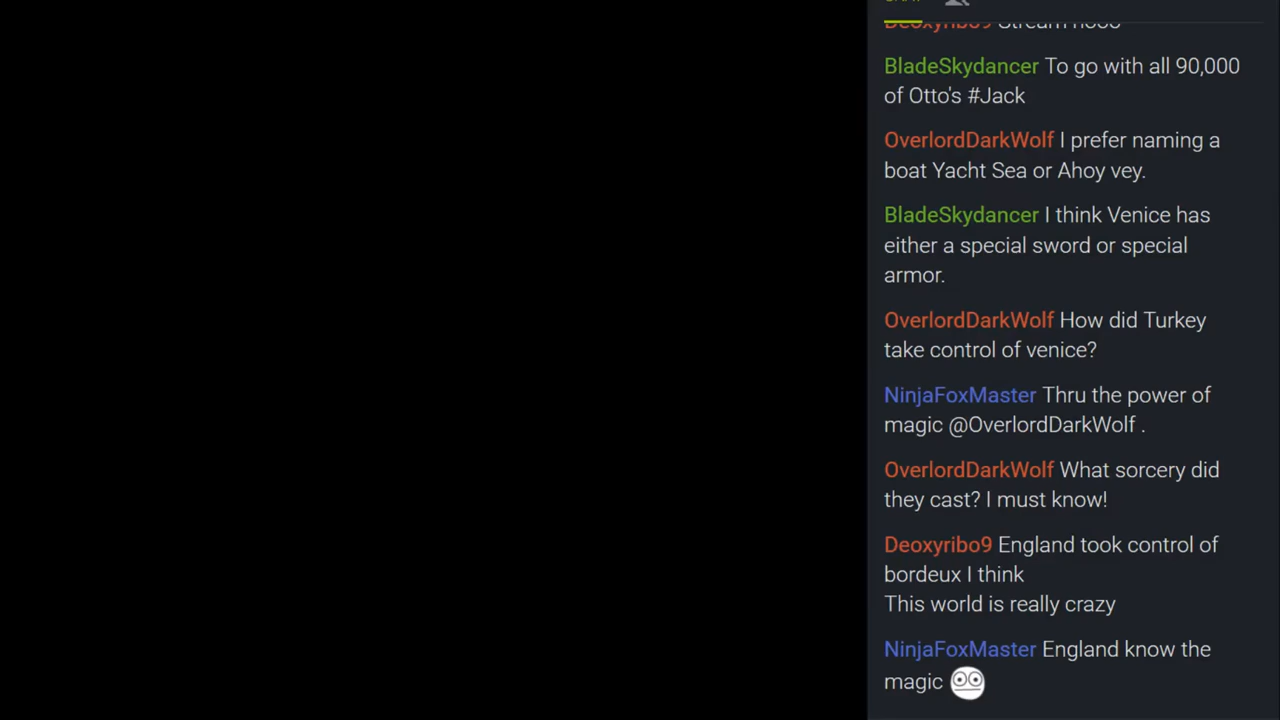 Deoxyribo9 Stream nooo
BladeSkydancer To go with all 90,000
of Otto's #Jack
OverlordDarkWolf I prefer naming a
boat Yacht Sea or Ahoy vey.
BladeSkydancer I think Venice has
either a special sword or special
armor.
OverlordDarkWolf How did Turkey
take control of venice?
NinjaFoxMaster Thru the power of
magic @OverlordDarkWolf .
OverlordDarkWolf What sorcery did
they cast? I must know!
Deoxyribo9 England took control of
bordeux I think
This world is really crazy
NinjaFoxMaster England know the
magic